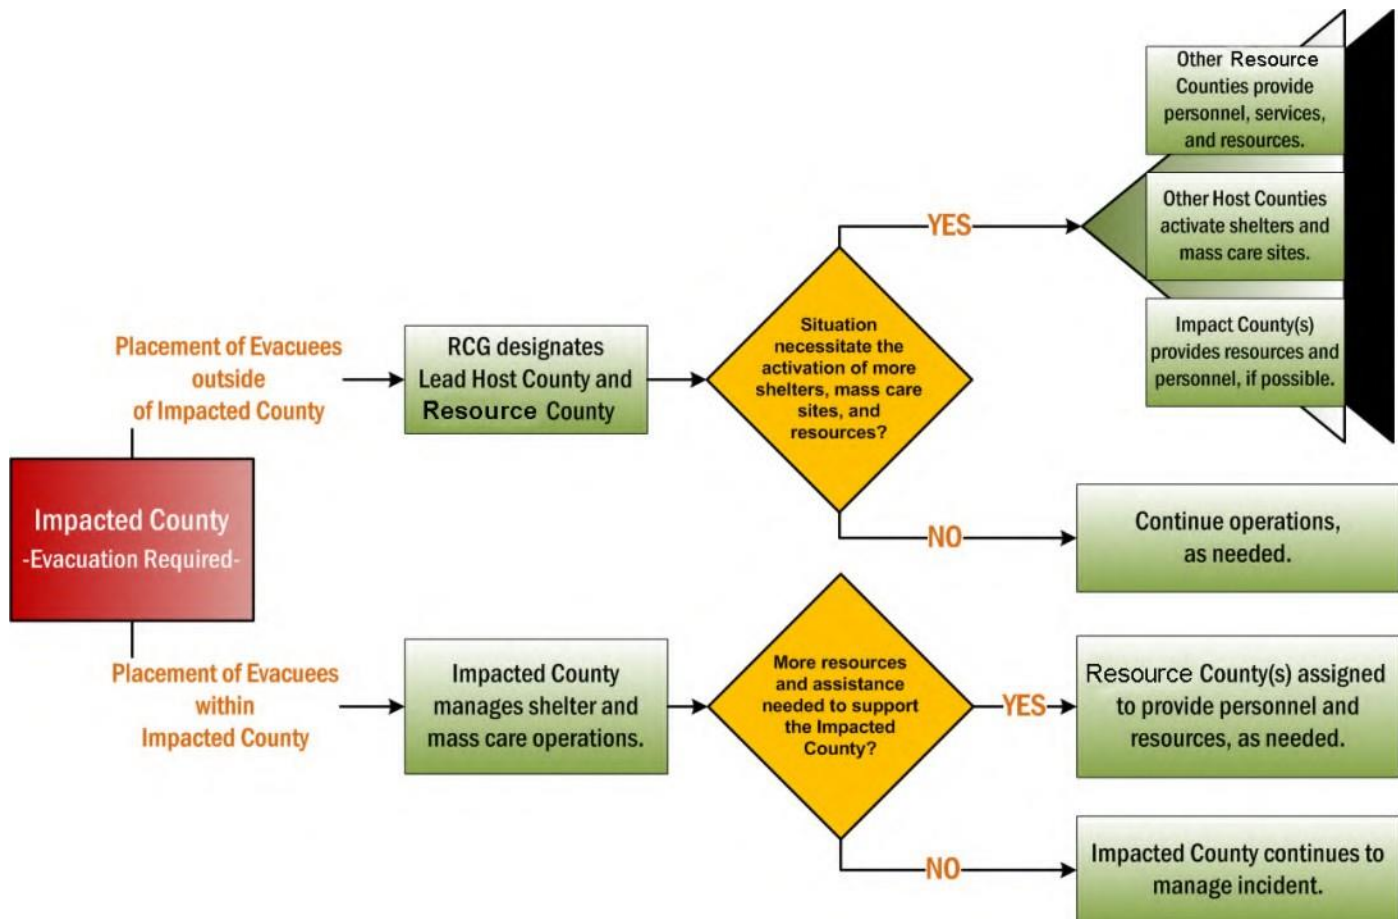 Other Resource
Counties provide
personnel, services,
and resources.
Other Host Counties
activate shelters and
mass care sites.
Impact County(s)
provides resources and
personnel, if possible.
YES
Situation
necessitate the
activation of more
shelters, mass care
sites, and
resources?
Placement of Evacuees
outside
of Impacted County
RCG designates
Lead Host County and
Resource County
Impacted County
-Evacuation Required-
NO
Continue operations,
as needed.
Placement of Evacuees
within
Impacted County
Impacted County
manages shelter and
mass care operations.
More resources
and assistance
needed to support
the Impacted
County?
YES
Resource County(s) assigned
to provide personnel and
resources, as needed.
NO
Impacted County continues to
manage incident.